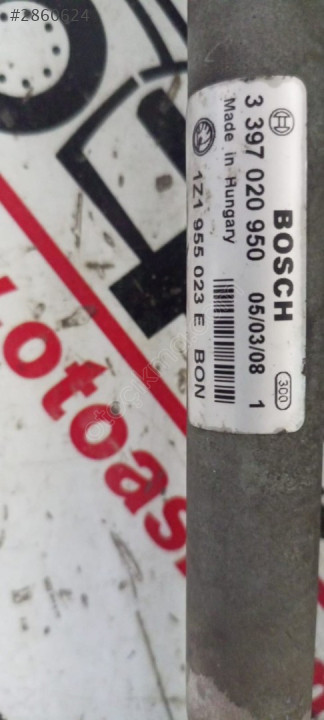 #2860624
BOSCH
3 397 020 950 05/03/08 1
Made in Hungary
1Z1 955 023 E BON
300
otoas